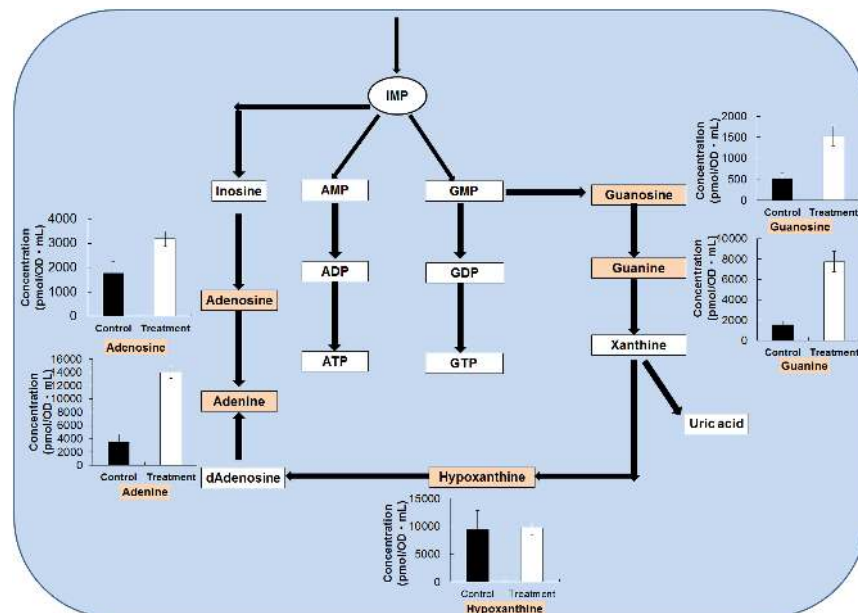 IMP
Inosine
AMP
GMP
Guanosine
ADP
GDP
Guanine
Adenosine
ATP
GTP
Xanthine
Adenine
Uric acid
dAdenosine
Hypoxanthine
Concentration
(pmol/OD・mL)
4000
3000
2000
1000
0
Control Treatment
Adenosine
Concentration
(pmol/OD・mL)
16000
14000
12000
10000
8000
6000
4000
2000
0
Control Treatment
Adenine
Concentration
(pmol/OD・mL)
2000
1500
1000
500
0
Control Treatment
Guanosine
Concentration
(pmol/OD・mL)
10000
8000
6000
4000
2000
0
Control Treatment
Guanine
Concentration
(pmol/OD・mL)
15000
10000
5000
0
Control Treatment
Hypoxanthine